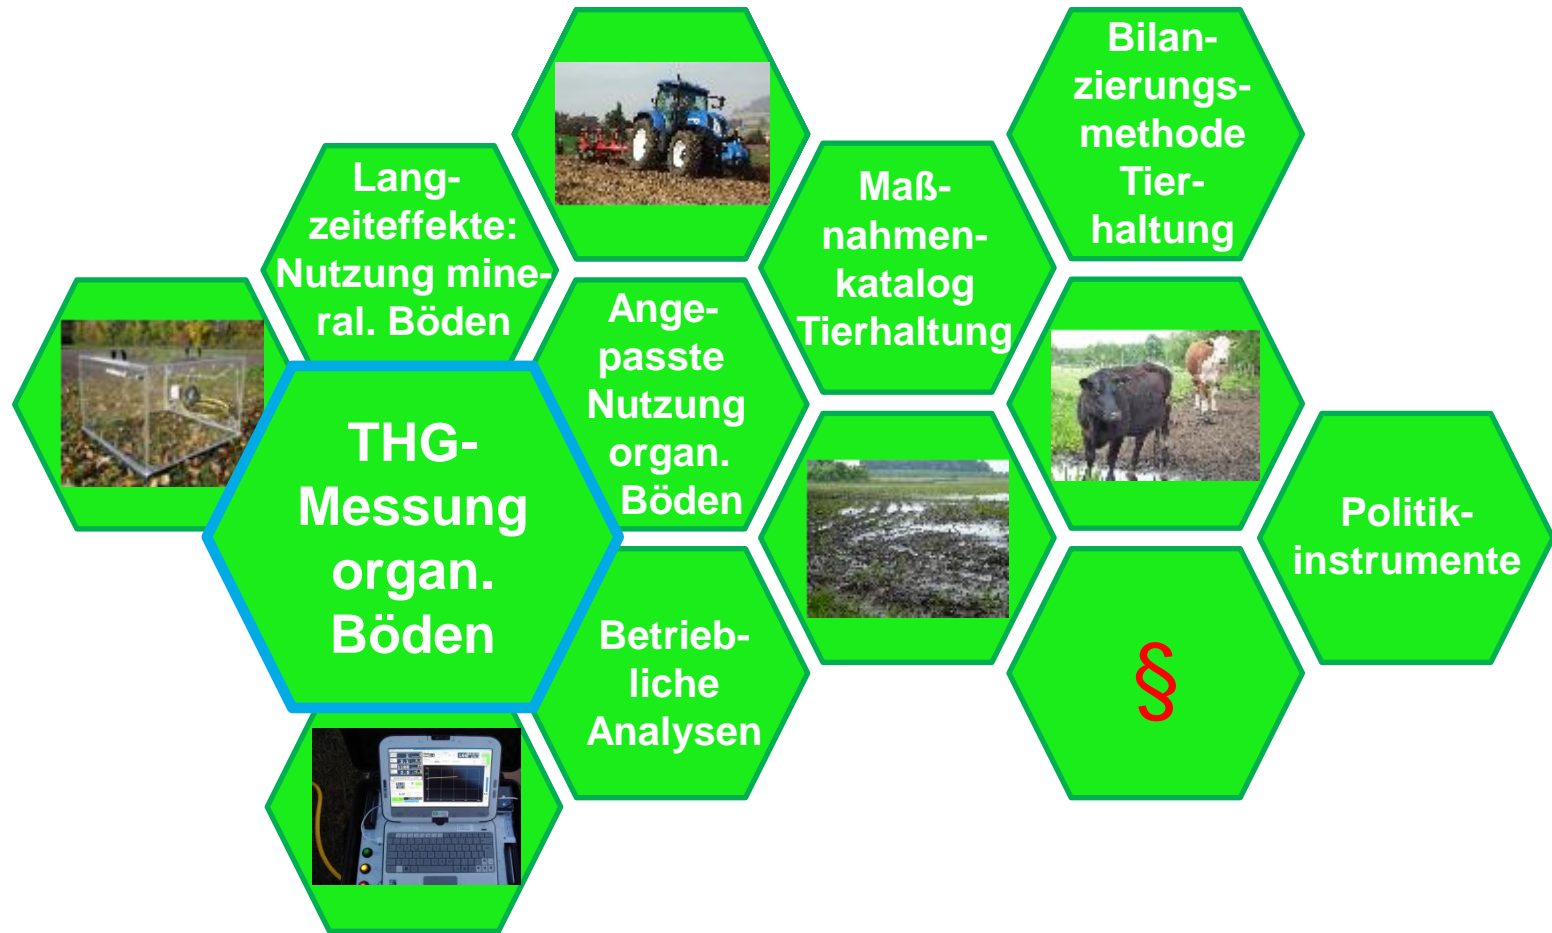 Lang-
zeiteffekte:
Nutzung mine-
ral. Böden
THG-
Messung
organ.
Böden
Ange-
passte
Nutzung
organ.
Böden
Betrieb-
liche
Analysen
Maß-
nahmen-
katalog
Tierhaltung
Bilan-
zierungs-
methode
Tier-
haltung
§
Politik-
instrumente